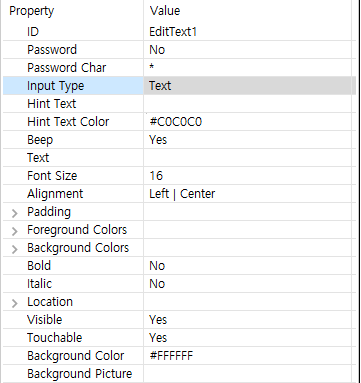 Property Value
ID EditText1
Password No
Password Char *
Input Type Text
Hint Text
Hint Text Color #C0C0C0
Beep Yes
Text
Font Size 16
Alignment Left | Center
Padding
Foreground Colors
Background Colors
Bold No
Italic No
Location
Visible Yes
Touchable Yes
Background Color #FFFFFF
Background Picture